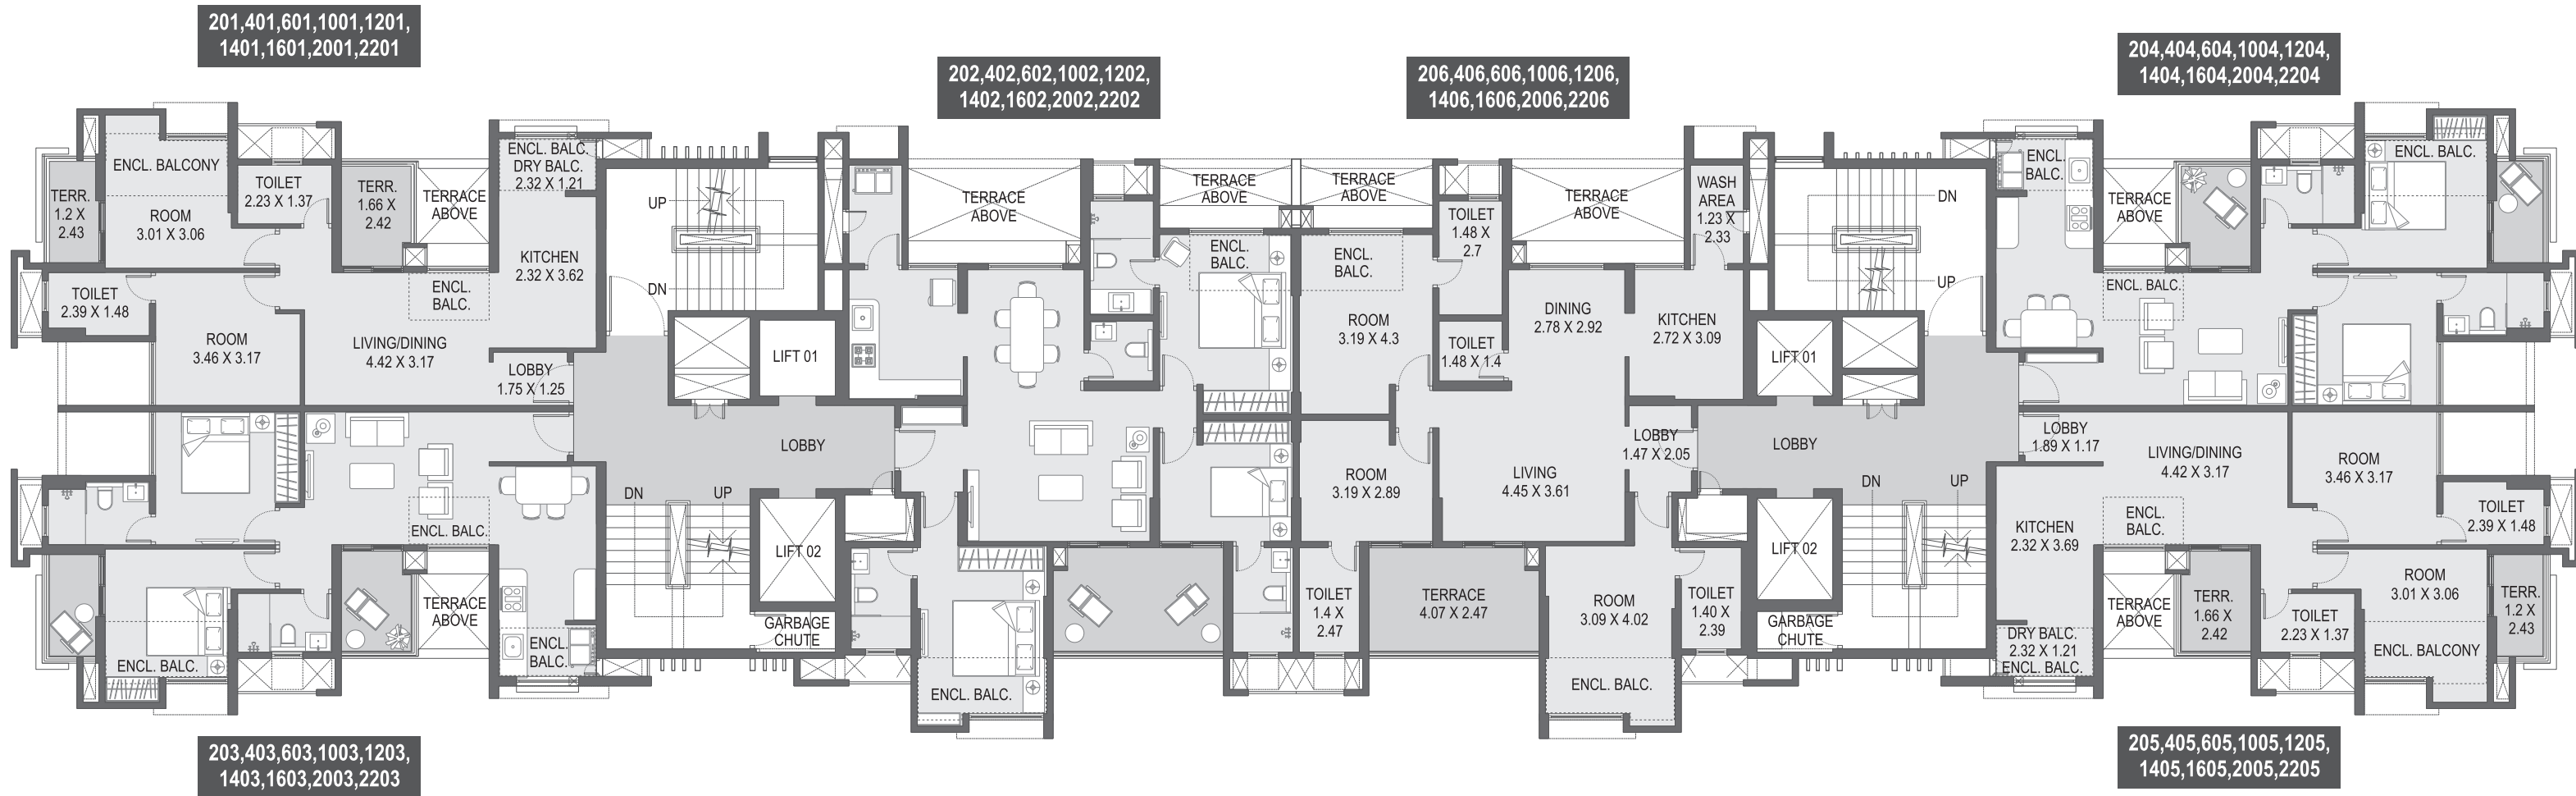 201,401,601,1001,1201,
1401,1601,2001,2201
202,402,602,1002,1202,
1402,1602,2002,2202
206,406,606,1006,1206,
1406,1606,2006,2206
204,404,604,1004,1204,
1404,1604,2004,2204
ENCL. BALCONY
TERR.
1.2 X
2.43
ROOM
3.01 X 3.06
TOILET
2.23 X 1.37
TERR.
1.66 X
2.42
TERRACE
ABOVE
ENCL. BALC.
DRY BALC.
2.32 X 1.21
KITCHEN
2.32 X 3.62
ENCL.
BALC.
TOILET
2.39 X 1.48
ROOM
3.46 X 3.17
LIVING/DINING
4.42 X 3.17
LOBBY
1.75 X 1.25
UP
DN
LIFT 01
LOBBY
DN
UP
LIFT 02
GARBAGE
CHUTE
ENCL. BALC.
TERRACE
ABOVE
ENCL.
BALC.
ENCL. BALC.
TERRACE
ABOVE
TERRACE
ABOVE
ENCL.
BALC.
ENCL. BALC.
TERRACE
ABOVE
TERRACE
ABOVE
TOILET
1.48 X
2.7
WASH
AREA
1.23 X
2.33
ENCL.
BALC.
ROOM
3.19 X 4.3
TOILET
1.48 X 1.4
DINING
2.78 X 2.92
KITCHEN
2.72 X 3.09
LOBBY
1.47 X 2.05
ROOM
3.19 X 2.89
LIVING
4.45 X 3.61
TOILET
1.4 X
2.47
TERRACE
4.07 X 2.47
ROOM
3.09 X 4.02
TOILET
1.40 X
2.39
ENCL. BALC.
DN
UP
LIFT 01
LOBBY
DN
UP
LIFT 02
GARBAGE
CHUTE
ENCL.
BALC.
TERRACE
ABOVE
ENCL. BALC.
ENCL. BALC.
LOBBY
1.89 X 1.17
LIVING/DINING
4.42 X 3.17
ROOM
3.46 X 3.17
TOILET
2.39 X 1.48
KITCHEN
2.32 X 3.69
ENCL.
BALC.
DRY BALC.
2.32 X 1.21
ENCL. BALC.
TERRACE
ABOVE
TERR.
1.66 X
2.42
TOILET
2.23 X 1.37
ROOM
3.01 X 3.06
ENCL. BALCONY
TERR.
1.2 X
2.43
203,403,603,1003,1203,
1403,1603,2003,2203
205,405,605,1005,1205,
1405,1605,2005,2205